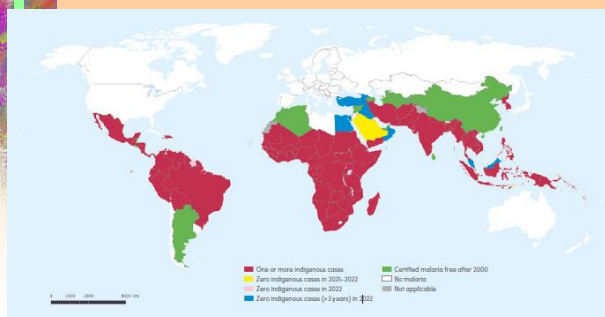 One or more indigenous cases
Zero indigenous cases in 2021–2022
Zero indigenous cases in 2022
Zero indigenous cases (>3 years) in 2022
Certified malaria free after 2000
No malaria
Not applicable